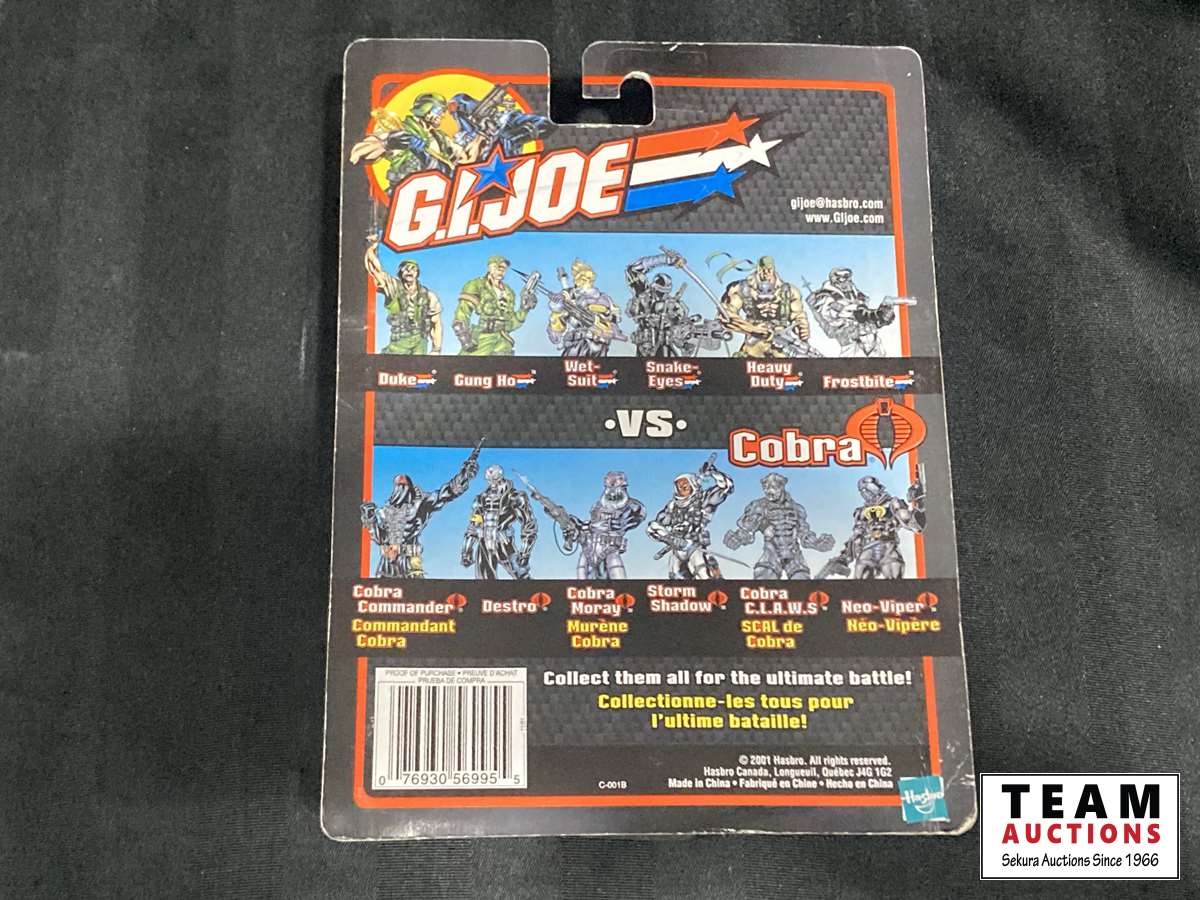 G.I.JOE
gijoe@hasbro.com
www.GIjoe.com
Duke
Gung Ho
Wet-
Suit
Snake-
Eyes
Heavy
Duty
Frostbite
•VS•
Cobra
Cobra
Commander
Commandant
Cobra
Destro
Cobra
Moray
Murène
Cobra
Storm
Shadow
Cobra
C.L.A.W.S
SCAL de
Cobra
Neo-Viper
Néo-Vipère
PROOF OF PURCHASE • PREUVE D'ACHAT
PRUEBA DE COMPRA
0 76930 56995 5
Collect them all for the ultimate battle!
Collectionne-les tous pour
l'ultime bataille!
© 2001 Hasbro. All rights reserved.
Hasbro Canada, Longueuil, Québec J4G 1G2
Made in China • Fabriqué en Chine • Hecho en China
C-001B
Hasbro
TEAM
AUCTIONS
Sekura Auctions Since 1966